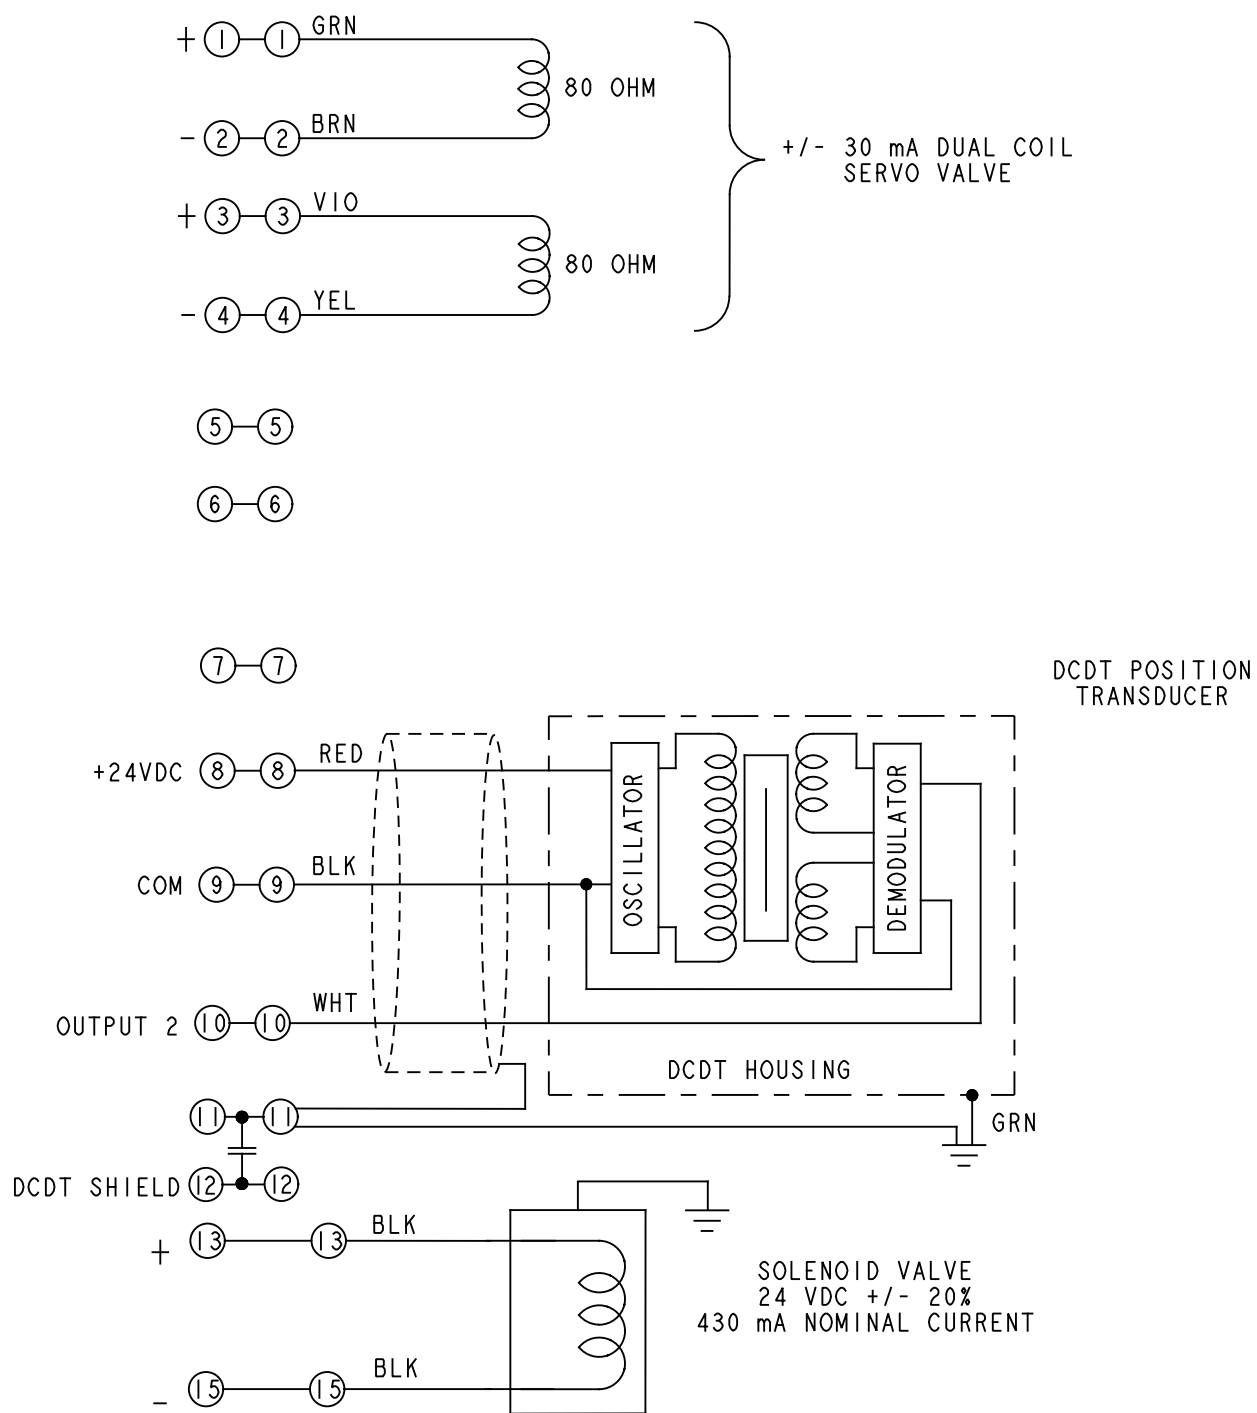 GRN
+ 1 1
80 OHM
BRN
- 2 2
+/- 30 mA DUAL COIL
SERVO VALVE
VIO
+ 3 3
80 OHM
YEL
- 4 4
5 5
6 6
7 7
DCDT POSITION
TRANSDUCER
RED
+24VDC 8 8
OSCILLATOR
DEMODULATOR
BLK
COM 9 9
WHT
OUTPUT 2 10 10
DCDT HOUSING
11 11
GRN
DCDT SHIELD 12 12
BLK
+ 13 13
SOLENOID VALVE
24 VDC +/- 20%
430 mA NOMINAL CURRENT
BLK
- 15 15